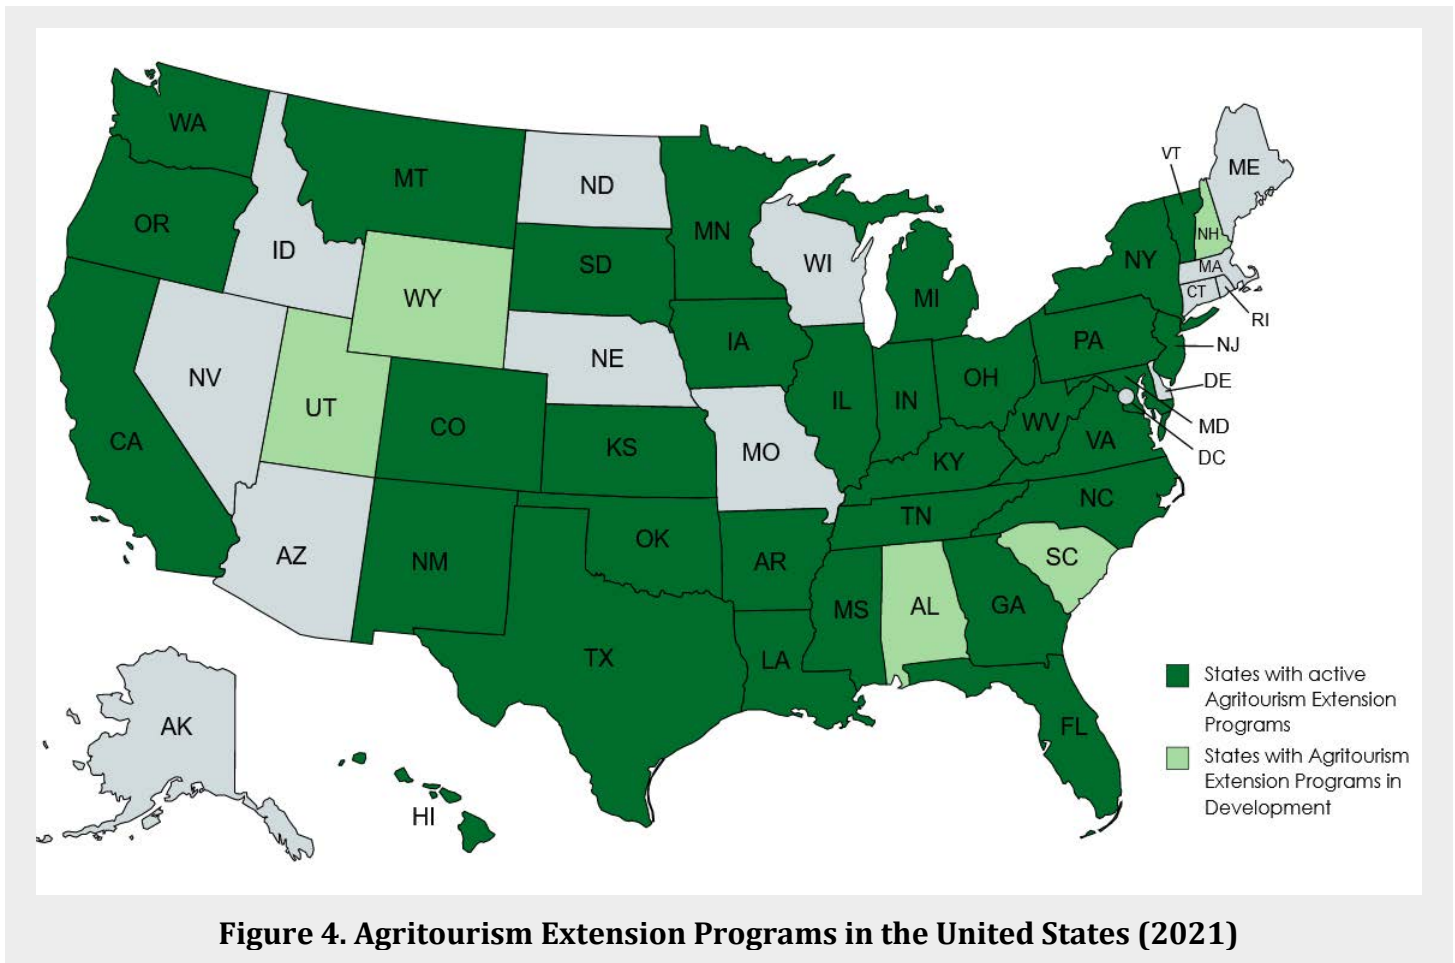 WA
MT
ND
MN
VT
ME
OR
ID
SD
WI
MI
NY
NH
MA
CT
RI
WY
NE
IA
PA
NJ
NV
UT
CO
KS
MO
IL
IN
OH
DE
WV
VA
MD
DC
CA
KY
NC
TN
AZ
NM
OK
AR
SC
MS
AL
GA
TX
LA
FL
AK
HI
States with active
Agritourism Extension
Programs
States with Agritourism
Extension Programs in
Development
Figure 4. Agritourism Extension Programs in the United States (2021)